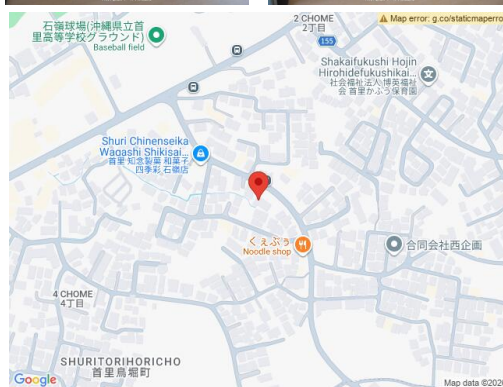 石嶺球場(沖縄県立首
里高等学校グラウンド)
Baseball field
2 CHOME
2丁目
Map error: g.co/staticmaperro
155
Shakaifukushi Hojin
Hirohidefukushikai...
社会福祉法人 博英福祉
会 首里かふう保育園
Shuri Chinenseika
Wagashi Shikisai...
首里 知念製菓 和菓子
四季彩 石嶺店
くぇぶぅ
Noodle shop
合同会社西企画
4 CHOME
4丁目
SHURITORIHORICHO
首里鳥堀町
Google
Map data ©202